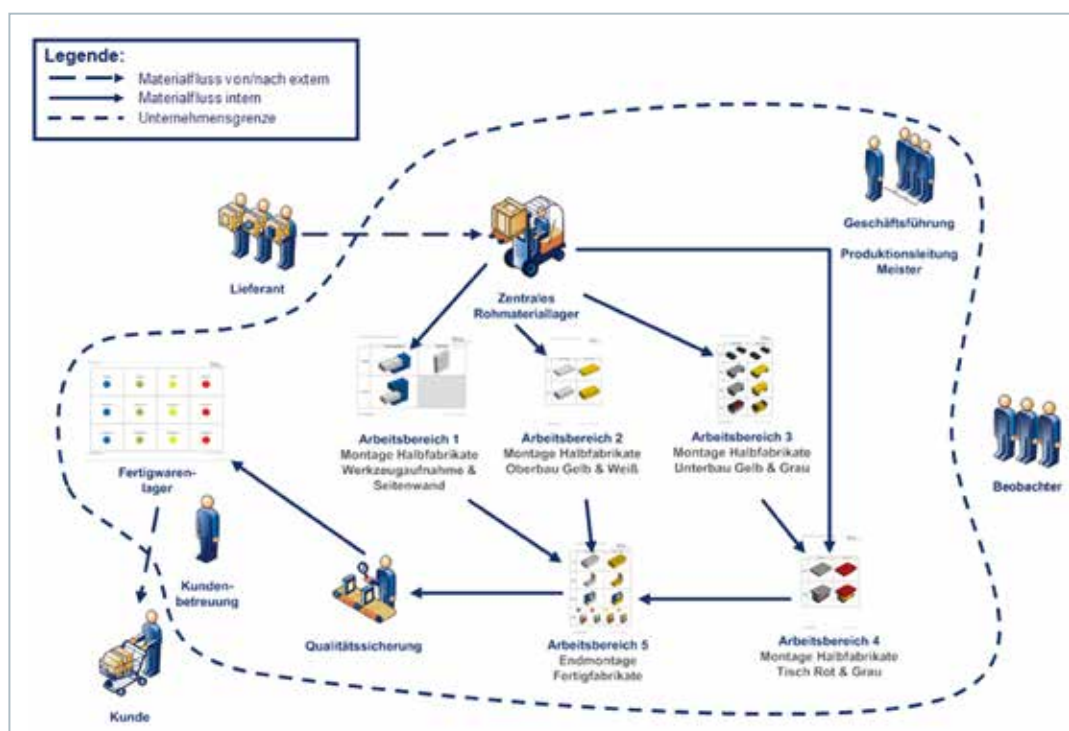 Legende:
Materialfluss von/nach extern
Materialfluss intern
Unternehmensgrenze
Geschäftsführung
Produktionsleitung
Meister
Lieferant
Zentrales
Rohmateriallager
Arbeitsbereich 1
Montage Halbfabrikate
Werkzeugaufnahme &
Seitenwand
Arbeitsbereich 2
Montage Halbfabrikate
Oberbau Gelb & Weiß
Arbeitsbereich 3
Montage Halbfabrikate
Unterbau Gelb & Grau
Fertigwaren-
lager
Beobachter
Kunden-
betreuung
Qualitätssicherung
Arbeitsbereich 5
Endmontage
Fertigfabrikate
Arbeitsbereich 4
Montage Halbfabrikate
Tisch Rot & Grau
Kunde